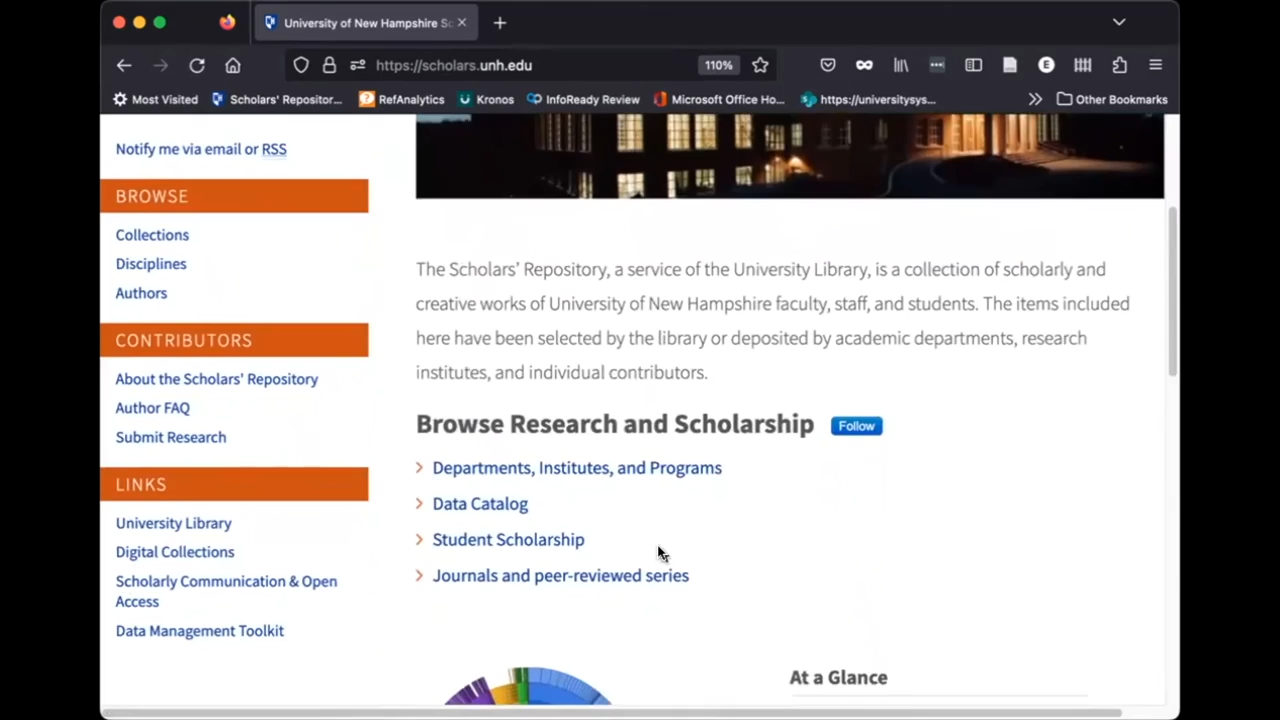 University of New Hampshire Sc
https://scholars.unh.edu
110%
Most Visited
Scholars' Repositor...
RefAnalytics
Kronos
InfoReady Review
Microsoft Office Ho...
https://universitysys...
Other Bookmarks
Notify me via email or RSS
BROWSE
Collections
Disciplines
Authors
CONTRIBUTORS
About the Scholars' Repository
Author FAQ
Submit Research
LINKS
University Library
Digital Collections
Scholarly Communication & Open
Access
Data Management Toolkit
The Scholars' Repository, a service of the University Library, is a collection of scholarly and
creative works of University of New Hampshire faculty, staff, and students. The items included
here have been selected by the library or deposited by academic departments, research
institutes, and individual contributors.
Browse Research and Scholarship
Follow
Departments, Institutes, and Programs
Data Catalog
Student Scholarship
Journals and peer-reviewed series
At a Glance